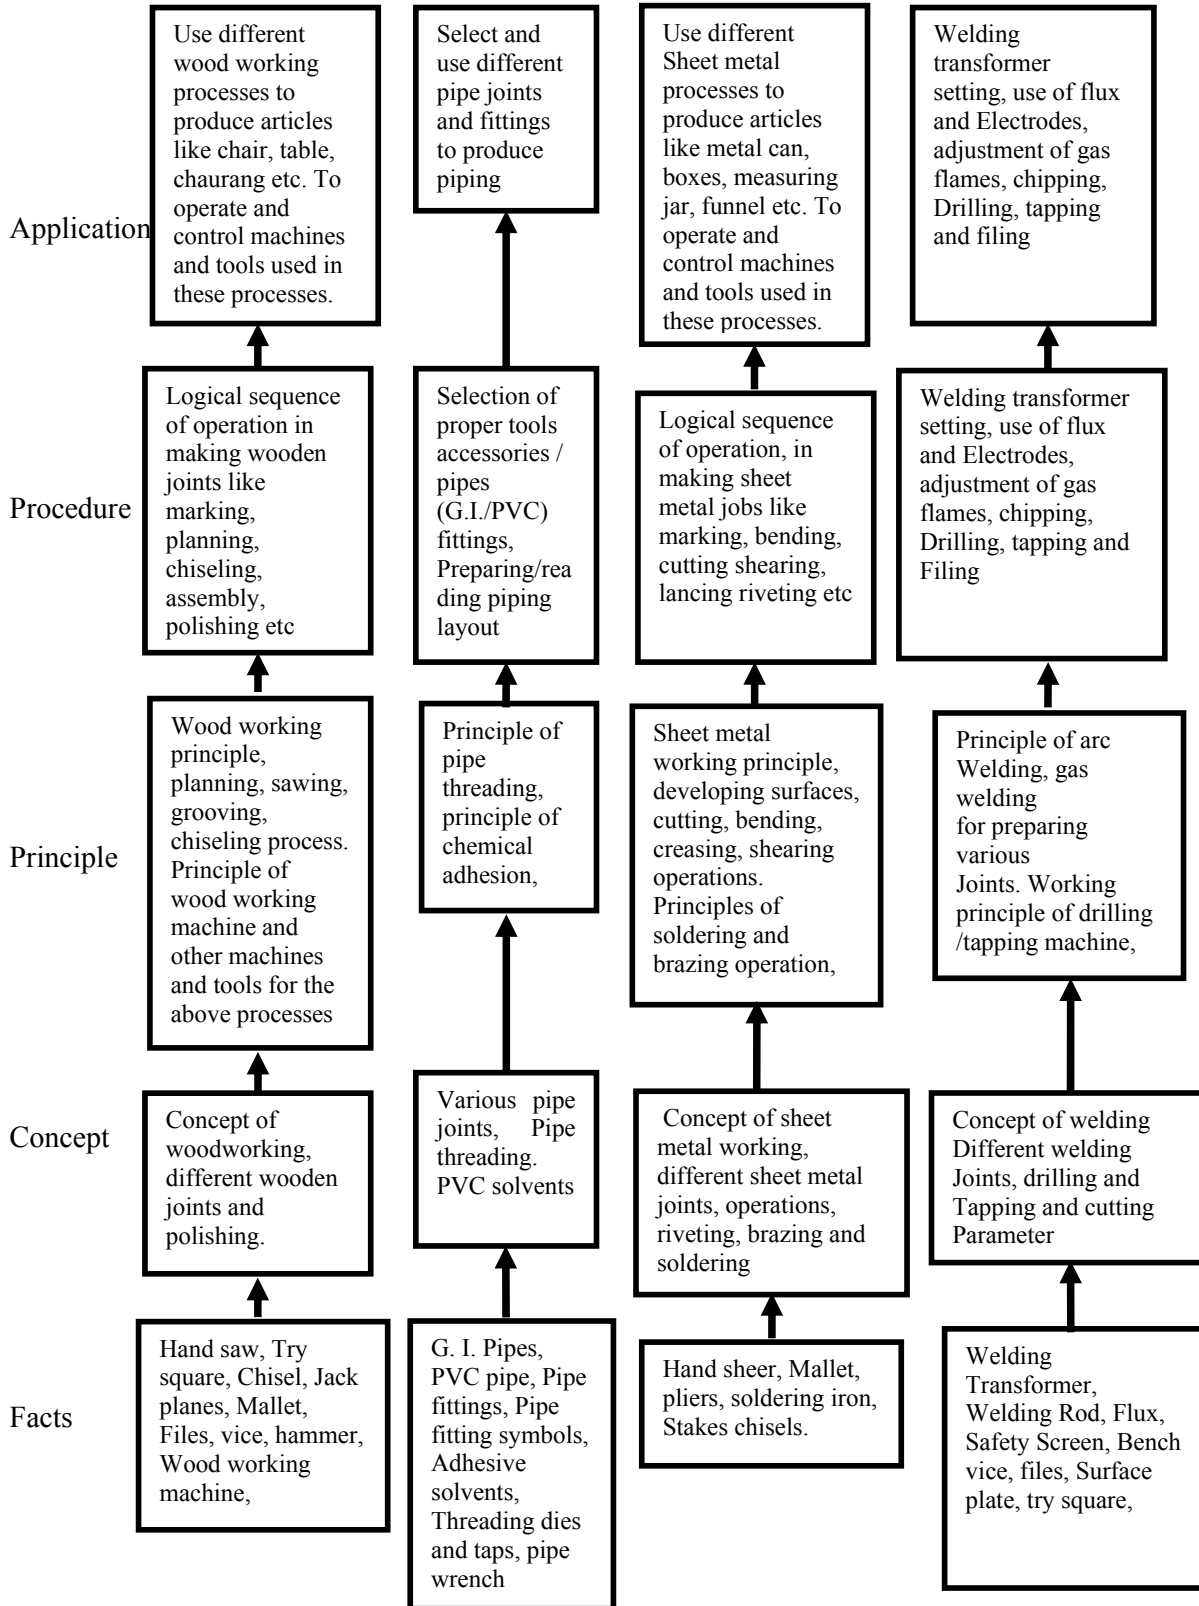 Application
Use different
wood working
processes to
produce articles
like chair, table,
chaurang etc. To
operate and
control machines
and tools used in
these processes.
Select and
use different
pipe joints
and fittings
to produce
piping
Use different
Sheet metal
processes to
produce articles
like metal can,
boxes, measuring
jar, funnel etc. To
operate and
control machines
and tools used in
these processes.
Welding
transformer
setting, use of flux
and Electrodes,
adjustment of gas
flames, chipping,
Drilling, tapping
and filing
Procedure
Logical sequence
of operation in
making wooden
joints like
marking,
planning,
chiseling,
assembly,
polishing etc
Selection of
proper tools
accessories /
pipes
(G.I./PVC)
fittings,
Preparing/rea
ding piping
layout
Logical sequence
of operation, in
making sheet
metal jobs like
marking, bending,
cutting shearing,
lancing riveting etc
Welding transformer
setting, use of flux
and Electrodes,
adjustment of gas
flames, chipping,
Drilling, tapping and
Filing
Principle
Wood working
principle,
planning, sawing,
grooving,
chiseling process.
Principle of
wood working
machine and
other machines
and tools for the
above processes
Principle of
pipe
threading,
principle of
chemical
adhesion,
Sheet metal
working principle,
developing surfaces,
cutting, bending,
creasing, shearing
operations.
Principles of
soldering and
brazing operation,
Principle of arc
Welding, gas
welding
for preparing
various
Joints. Working
principle of drilling
/tapping machine,
Concept
Concept of
woodworking,
different wooden
joints and
polishing.
Various pipe
joints, Pipe
threading.
PVC solvents
Concept of sheet
metal working,
different sheet metal
joints, operations,
riveting, brazing and
soldering
Concept of welding
Different welding
Joints, drilling and
Tapping and cutting
Parameter
Facts
Hand saw, Try
square, Chisel, Jack
planes, Mallet,
Files, vice, hammer,
Wood working
machine,
G. I. Pipes,
PVC pipe, Pipe
fittings, Pipe
fitting symbols,
Adhesive
solvents,
Threading dies
and taps, pipe
wrench
Hand sheer, Mallet,
pliers, soldering iron,
Stakes chisels.
Welding
Transformer,
Welding Rod, Flux,
Safety Screen, Bench
vice, files, Surface
plate, try square,